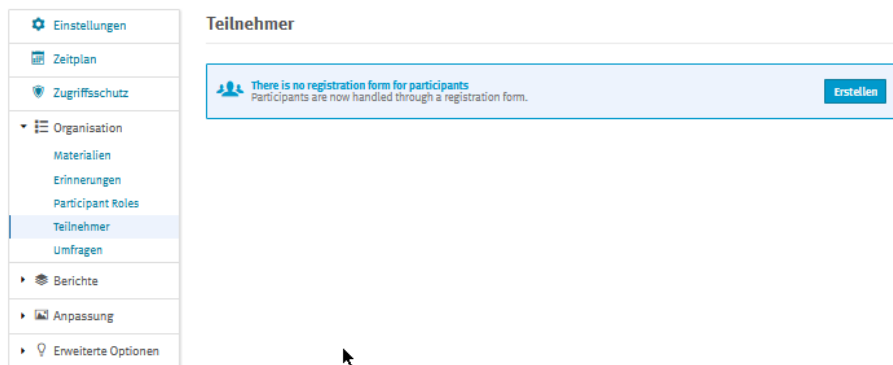 Einstellungen
Zeitplan
Zugriffsschutz
Organisation
Materialien
Erinnerungen
Participant Roles
Teilnehmer
Umfragen
Berichte
Anpassung
Erweiterte Optionen
Teilnehmer
There is no registration form for participants
Participants are now handled through a registration form.
Erstellen